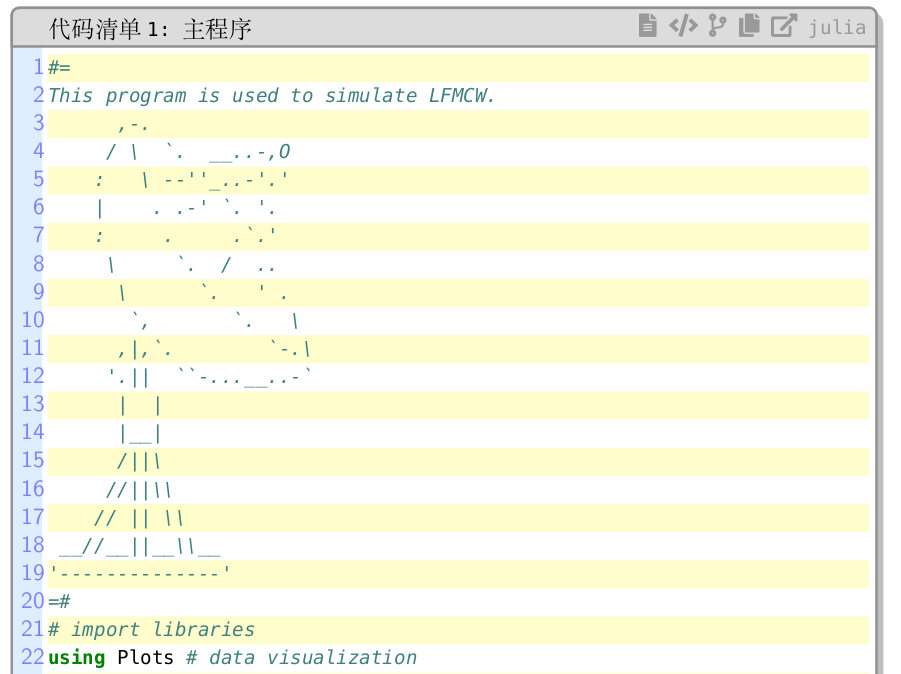 代码清单 1: 主程序 julia
1 #=
2 This program is used to simulate LFMCW.
3       ,-.
4      / \  `.  __..-,O
5     :   \ --''_..-'.'
6     |    . .-' `. '.
7     :     .     .`.'
8      \     `.  /  ..
9       \      `.   ' .
10        `,       `.   \
11       ,|,`.        `-.\
12      '.||  ``-...__..-`
13       |  |
14       |__|
15       /||\
16      //||\\
17     // || \\
18  __//__||__\\__
19 '--------------'
20 =#
21 # import libraries
22 using Plots # data visualization